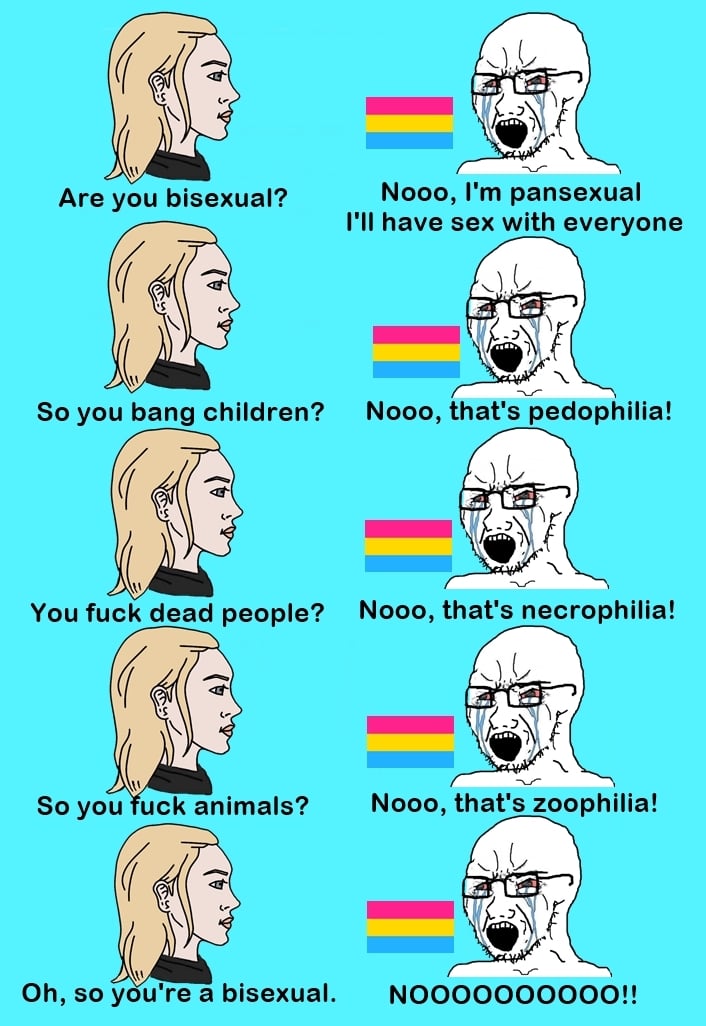 Are you bisexual?
Nooo, I'm pansexual
I'll have sex with everyone
So you bang children?
Nooo, that's pedophilia!
You fuck dead people?
Nooo, that's necrophilia!
So you fuck animals?
Nooo, that's zoophilia!
Oh, so you're a bisexual.
NOOOOOOOOOO!!